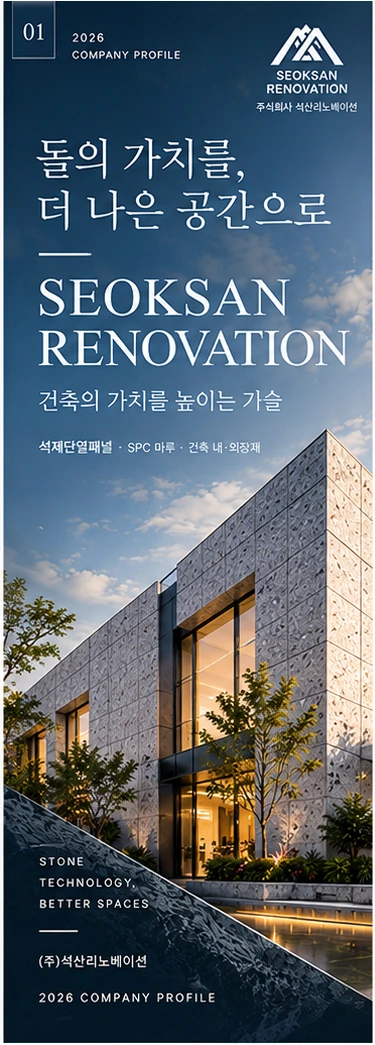 01
2026
COMPANY PROFILE
SEOKSAN
RENOVATION
주식회사 석산리노베이션
돌의 가치를,
더 나은 공간으로
SEOKSAN
RENOVATION
건축의 가치를 높이는 가슬
석제단열패널 · SPC 마루 · 건축 내·외장재
STONE
TECHNOLOGY,
BETTER SPACES
(주)석산리노베이션
2026 COMPANY PROFILE